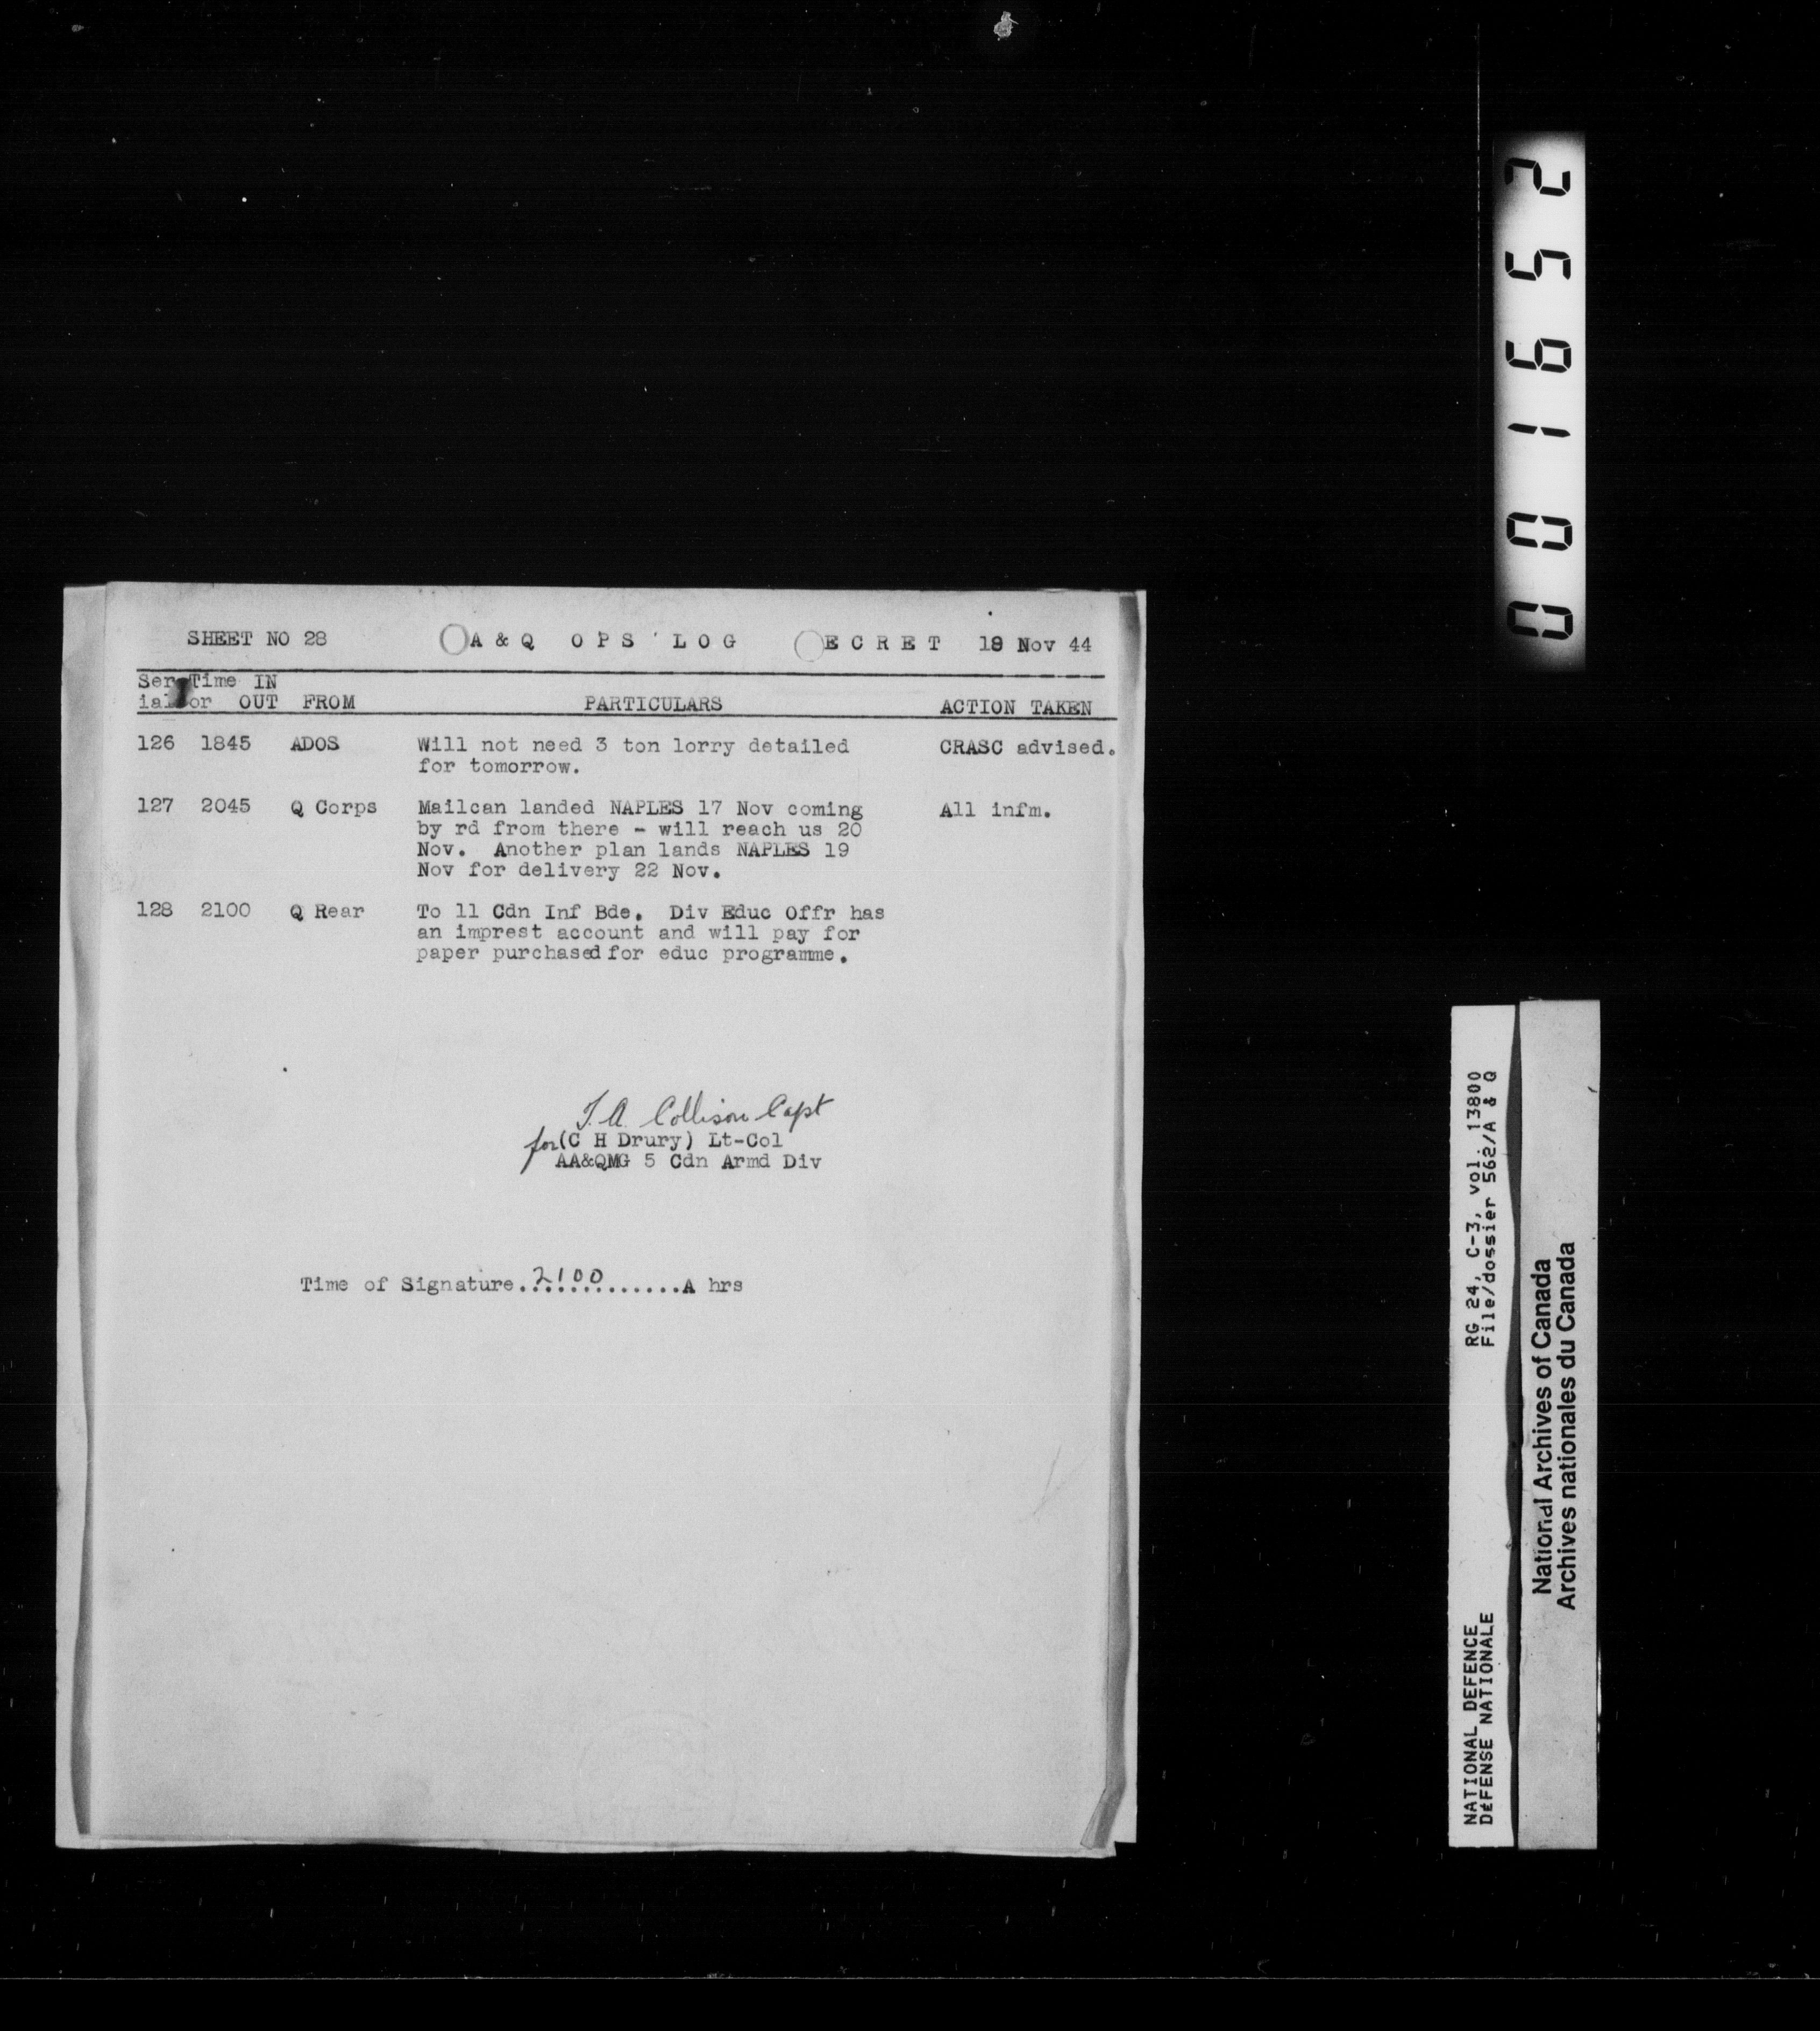 SHEET NO 28 A & Q OPS LOG ECRET 18 Nov 44
Ser Time IN
ial or OUT FROM PARTICULARS ACTION TAKEN
126 1845 ADOS Will not need 3 ton lorry detailed CRASC advised.
for tomorrow.
127 2045 Q Corps Mailcan landed NAPLES 17 Nov coming All infm.
by rd from there - will reach us 20
Nov. Another plan lands NAPLES 19
Nov for delivery 22 Nov.
128 2100 Q Rear To 11 Cdn Inf Bde. Div Educ Offr has
an imprest account and will pay for
paper purchased for educ programme.
T.A. Collison Capt
for (C H Drury) Lt-Col
AA&QMG 5 Cdn Armd Div
Time of Signature..2100..........A hrs
001652
NATIONAL DEFENCE RG 24, C-3, vol. 13800
DÉFENSE NATIONALE File/dossier 562/A & Q
National Archives of Canada
Archives nationales du Canada